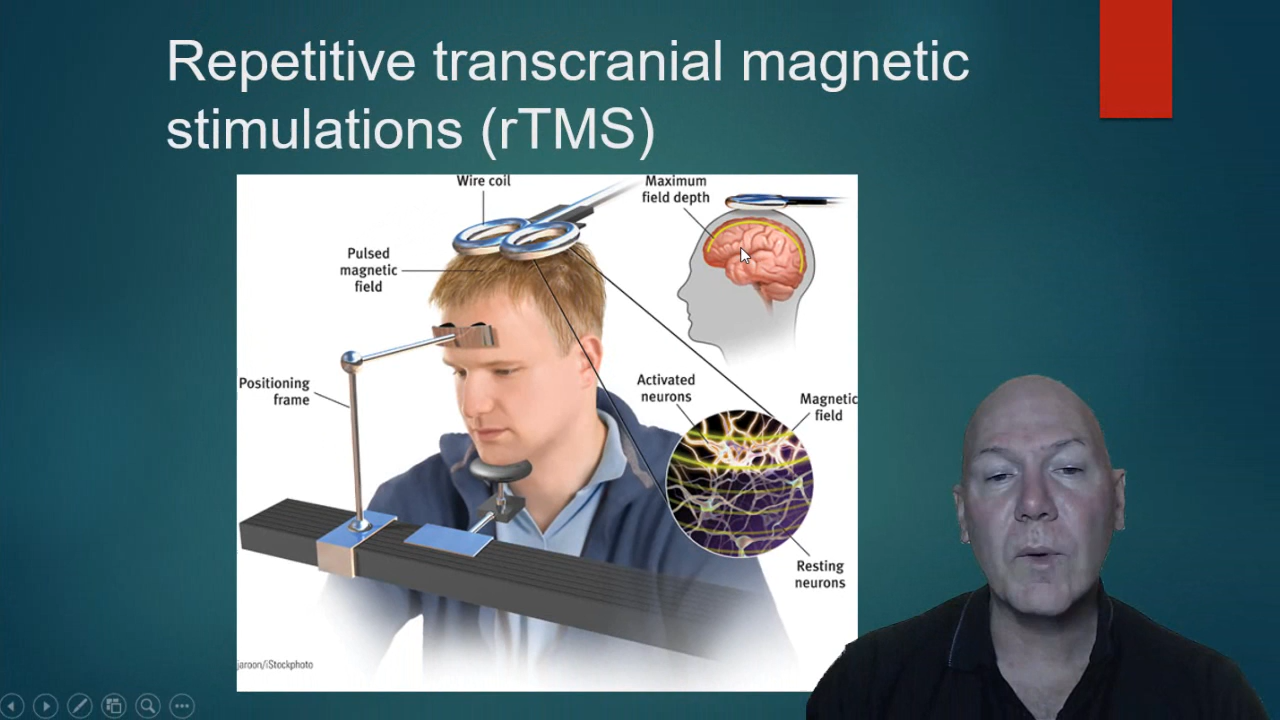 Repetitive transcranial magnetic
stimulations (rTMS)
Wire coil
Maximum
field depth
Pulsed
magnetic
field
Positioning
frame
Activated
neurons
Magnetic
field
Resting
neurons
jaroon/iStockphoto